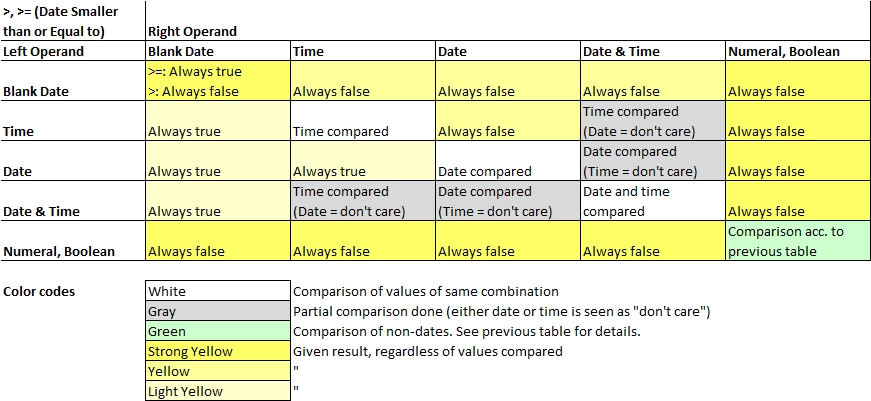 >, >= (Date Smaller
than or Equal to) Right Operand
Left Operand Blank Date Time Date Date & Time Numeral, Boolean
>=: Always true
Blank Date >: Always false Always false Always false Always false Always false
Time compared
Time Always true Time compared Always false (Date = don't care) Always false
Date compared
Date Always true Always true Date compared (Time = don't care) Always false
Time compared Date compared Date and time
Date & Time Always true (Date = don't care) (Time = don't care) compared Always false
Comparison acc. to
Numeral, Boolean Always false Always false Always false Always false previous table
Color codes White Comparison of values of same combination
Gray Partial comparison done (either date or time is seen as "don't care")
Green Comparison of non-dates. See previous table for details.
Strong Yellow Given result, regardless of values compared
Yellow "
Light Yellow "